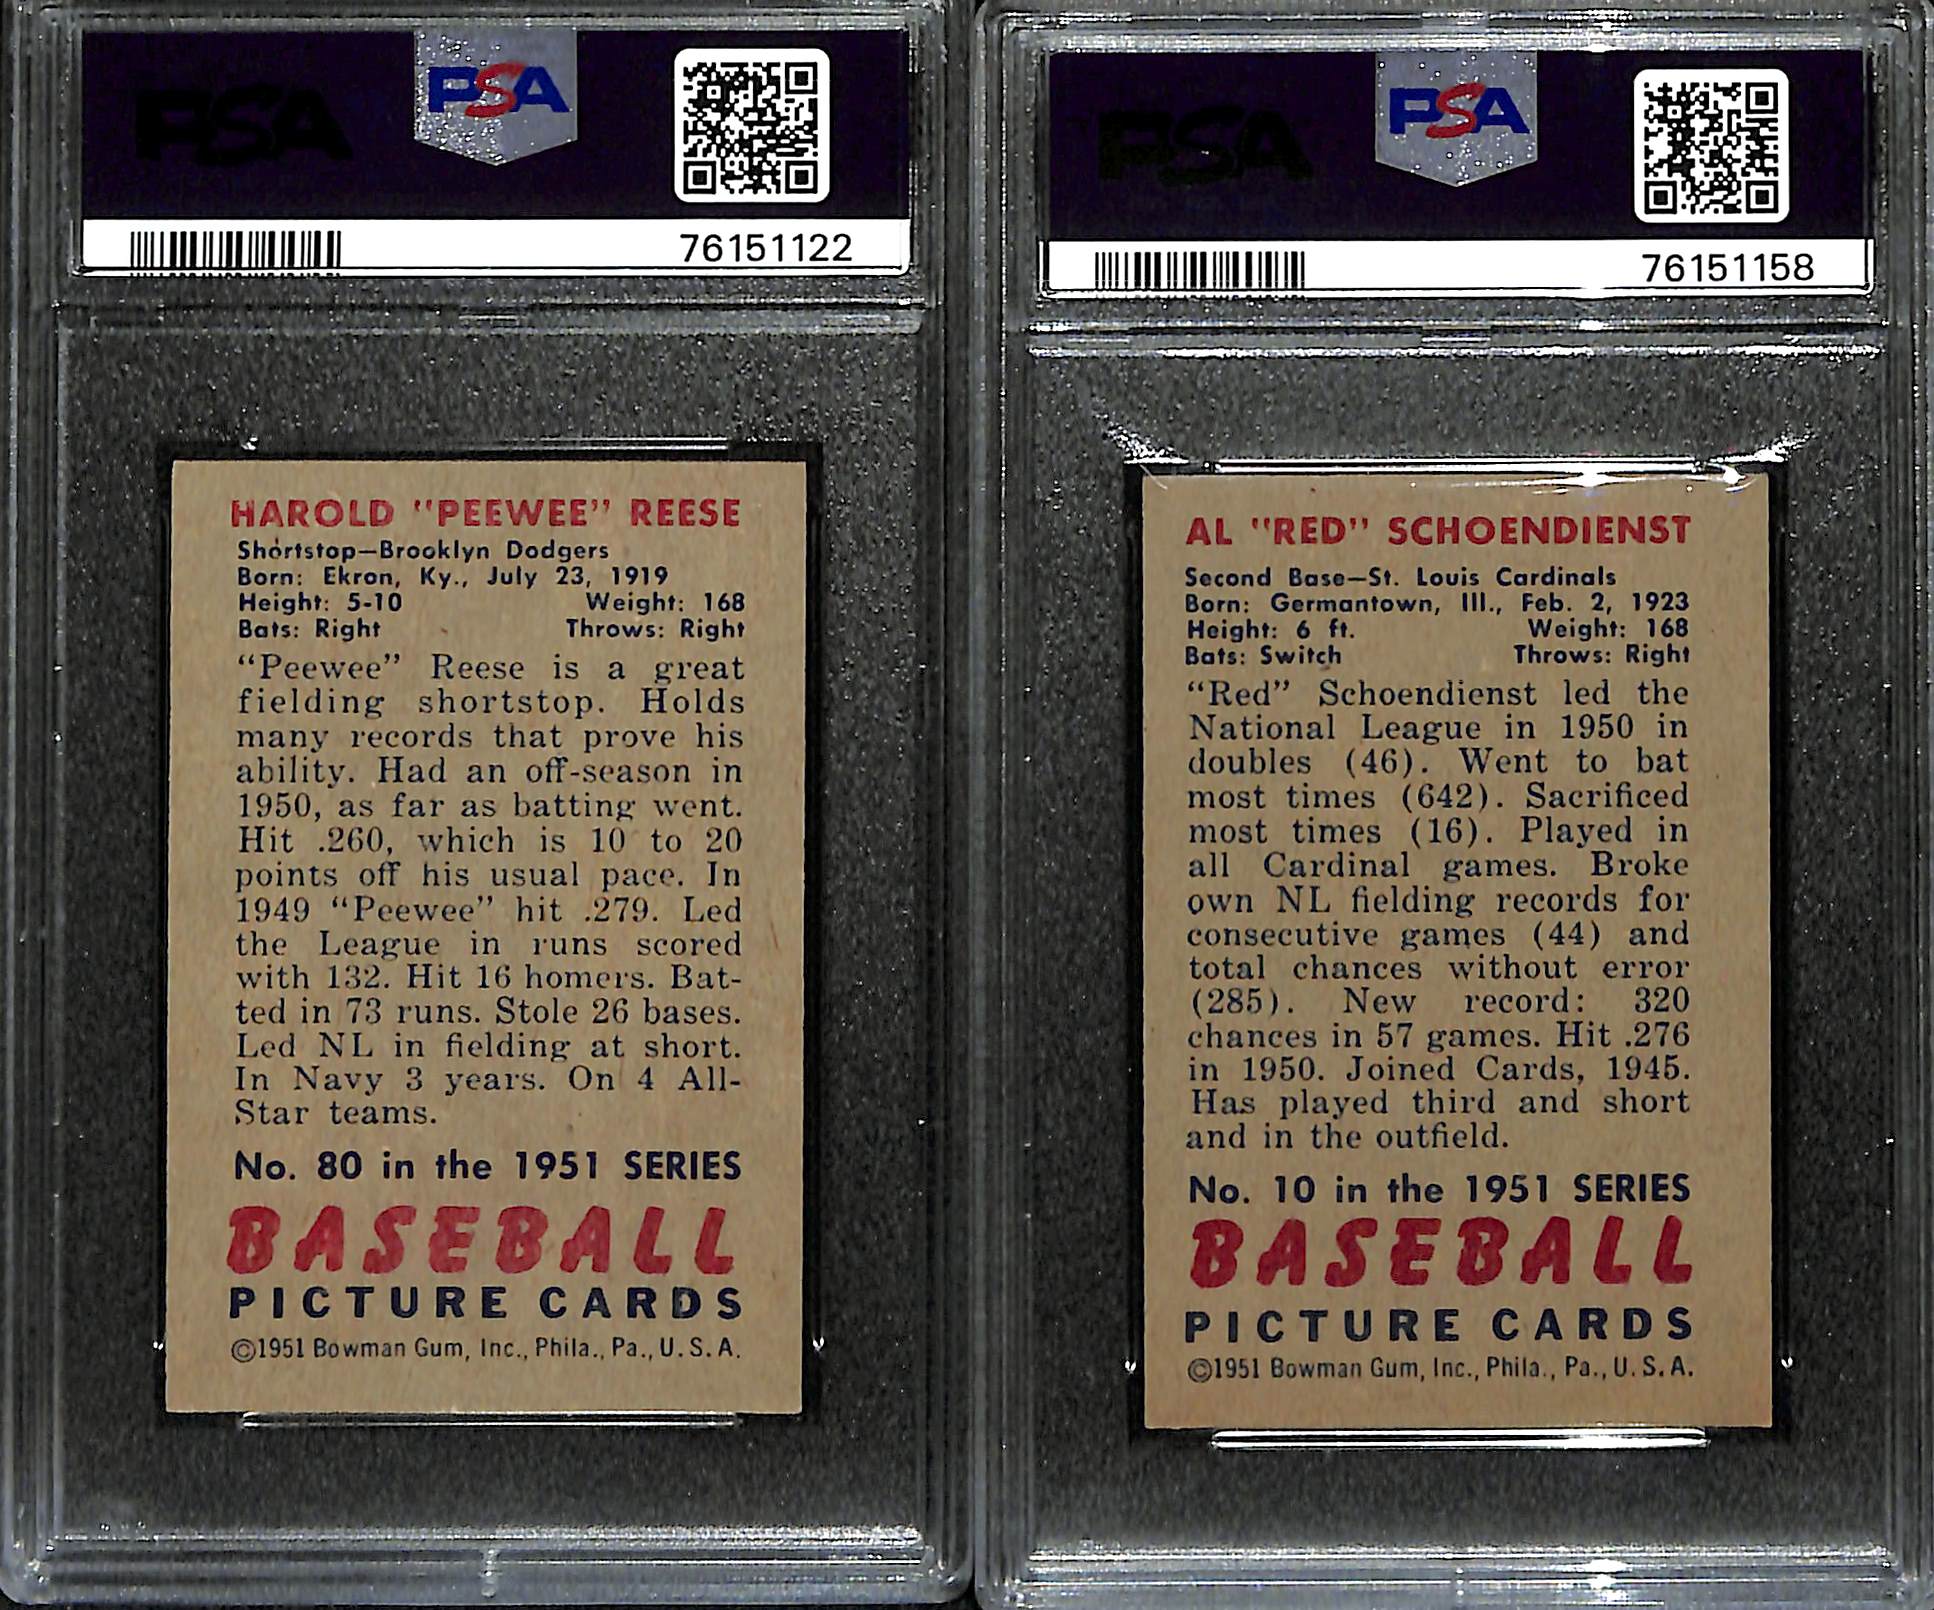 PSA
PSA
76151122
HAROLD "PEEWEE" REESE
Shortstop—Brooklyn Dodgers
Born: Ekron, Ky., July 23, 1919
Height: 5-10 Weight: 168
Bats: Right Throws: Right
"Peewee" Reese is a great
fielding shortstop. Holds
many records that prove his
ability. Had an off-season in
1950, as far as batting went.
Hit .260, which is 10 to 20
points off his usual pace. In
1949 "Peewee" hit .279. Led
the League in runs scored
with 132. Hit 16 homers. Bat-
ted in 73 runs. Stole 26 bases.
Led NL in fielding at short.
In Navy 3 years. On 4 All-
Star teams.
No. 80 in the 1951 SERIES
BASEBALL
PICTURE CARDS
©1951 Bowman Gum, Inc., Phila., Pa., U.S.A.
PSA
PSA
76151158
AL "RED" SCHOENDIENST
Second Base—St. Louis Cardinals
Born: Germantown, Ill., Feb. 2, 1923
Height: 6 ft. Weight: 168
Bats: Switch Throws: Right
"Red" Schoendienst led the
National League in 1950 in
doubles (46). Went to bat
most times (642). Sacrificed
most times (16). Played in
all Cardinal games. Broke
own NL fielding records for
consecutive games (44) and
total chances without error
(285). New record: 320
chances in 57 games. Hit .276
in 1950. Joined Cards, 1945.
Has played third and short
and in the outfield.
No. 10 in the 1951 SERIES
BASEBALL
PICTURE CARDS
©1951 Bowman Gum, Inc., Phila., Pa., U.S.A.